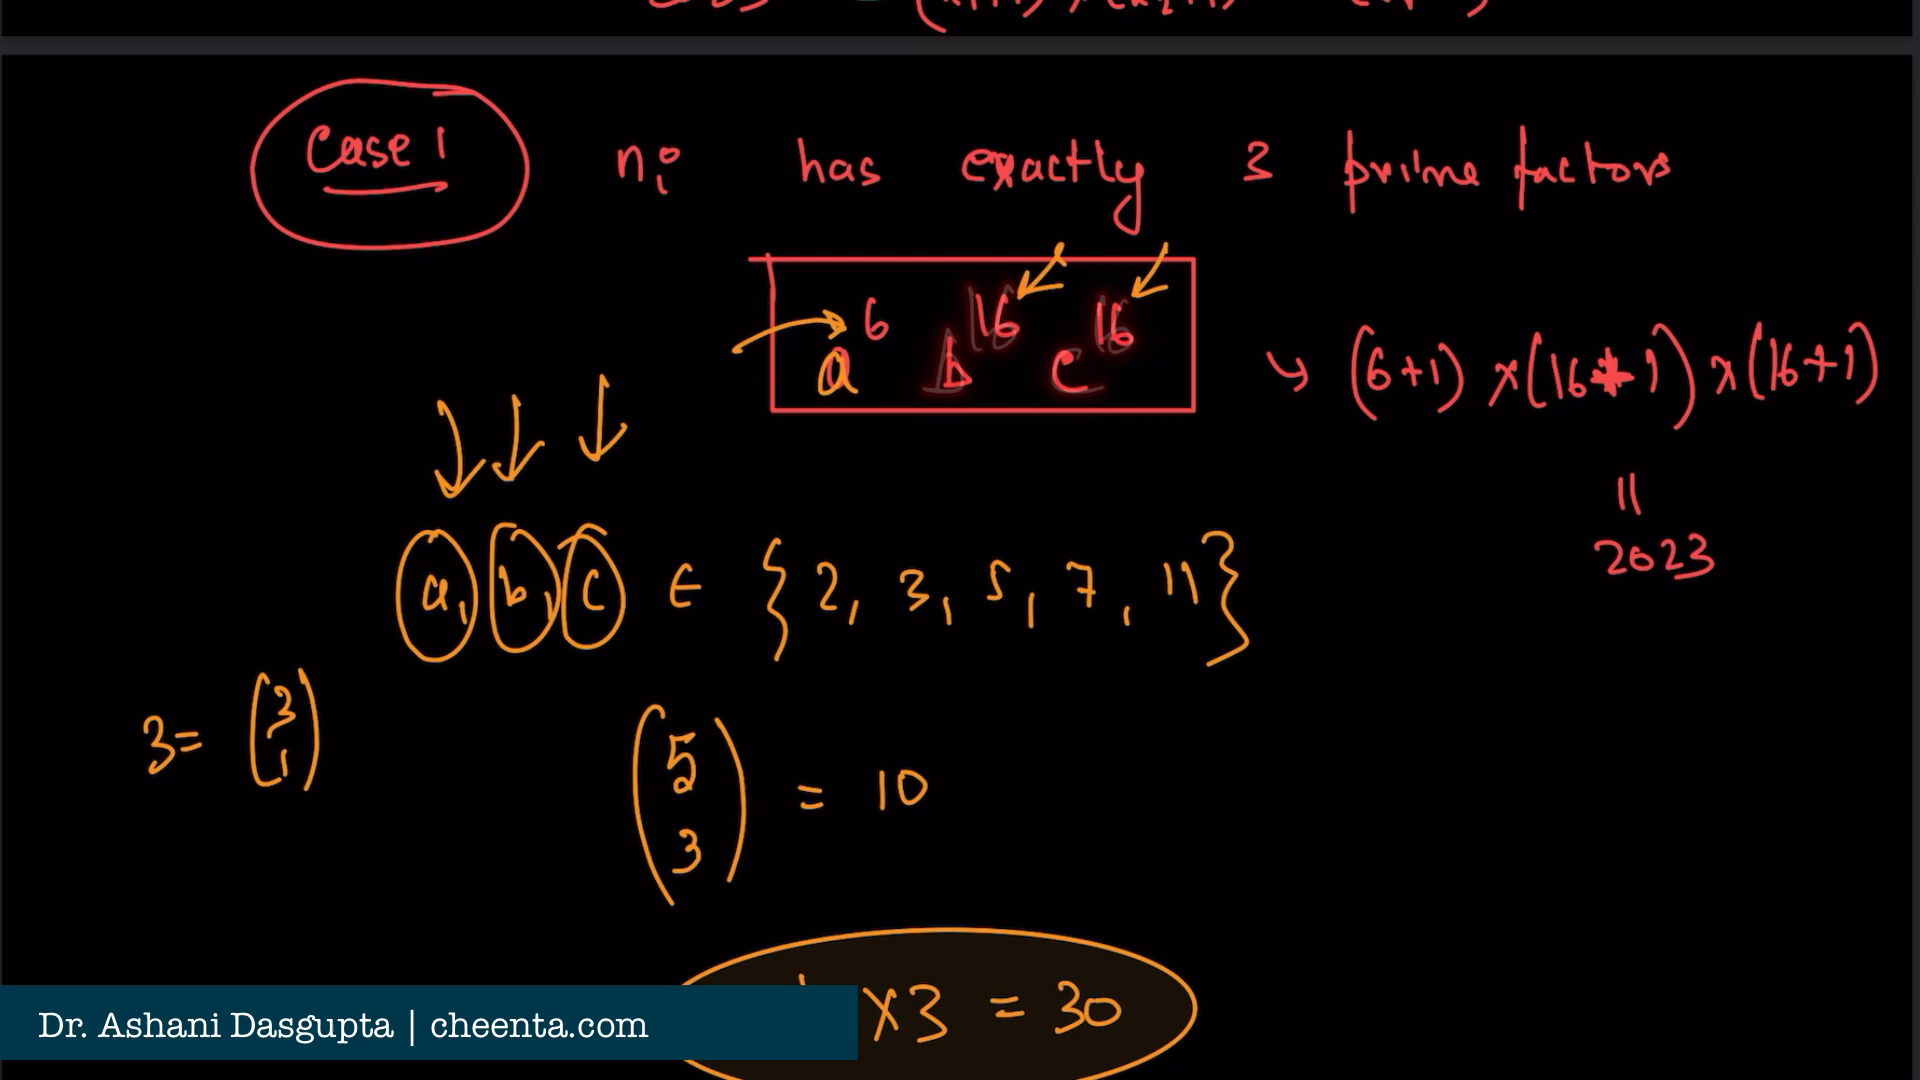 Case 1 nᵢ has exactly 3 prime factors
a⁶ b¹⁶ c¹⁶ ↳ (6+1) x (16+1) x (16+1)
||
2023
a, b, c ∈ {2, 3, 5, 7, 11}
3 = (3 1)
(5 3) = 10
x 3 = 30
Dr. Ashani Dasgupta | cheenta.com